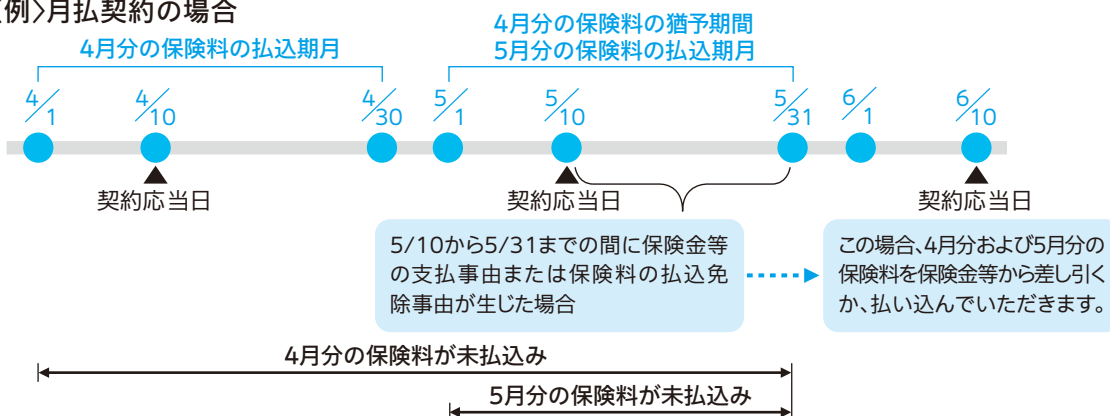 〈例〉月払契約の場合
4月分の保険料の払込期月
4月分の保険料の猶予期間
5月分の保険料の払込期月
4/1 4/10 4/30 5/1 5/10 5/31 6/1 6/10
契約応当日 契約応当日 契約応当日
5/10から5/31までの間に保険金等
の支払事由または保険料の払込免
除事由が生じた場合
この場合、4月分および5月分の
保険料を保険金等から差し引く
か、払い込んでいただきます。
4月分の保険料が未払込み
5月分の保険料が未払込み